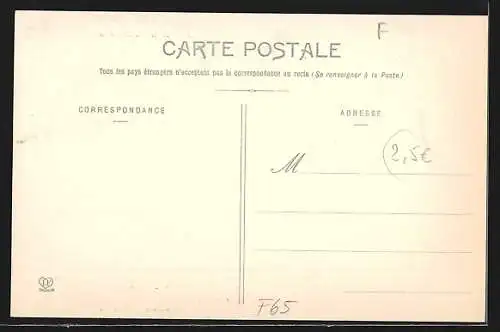 F
CARTE POSTALE
Tous les pays étrangers n'acceptent pas la correspondance au recto (Se renseigner à la Poste)
CORRESPONDANCE
ADRESSE
2,5€
M
F65